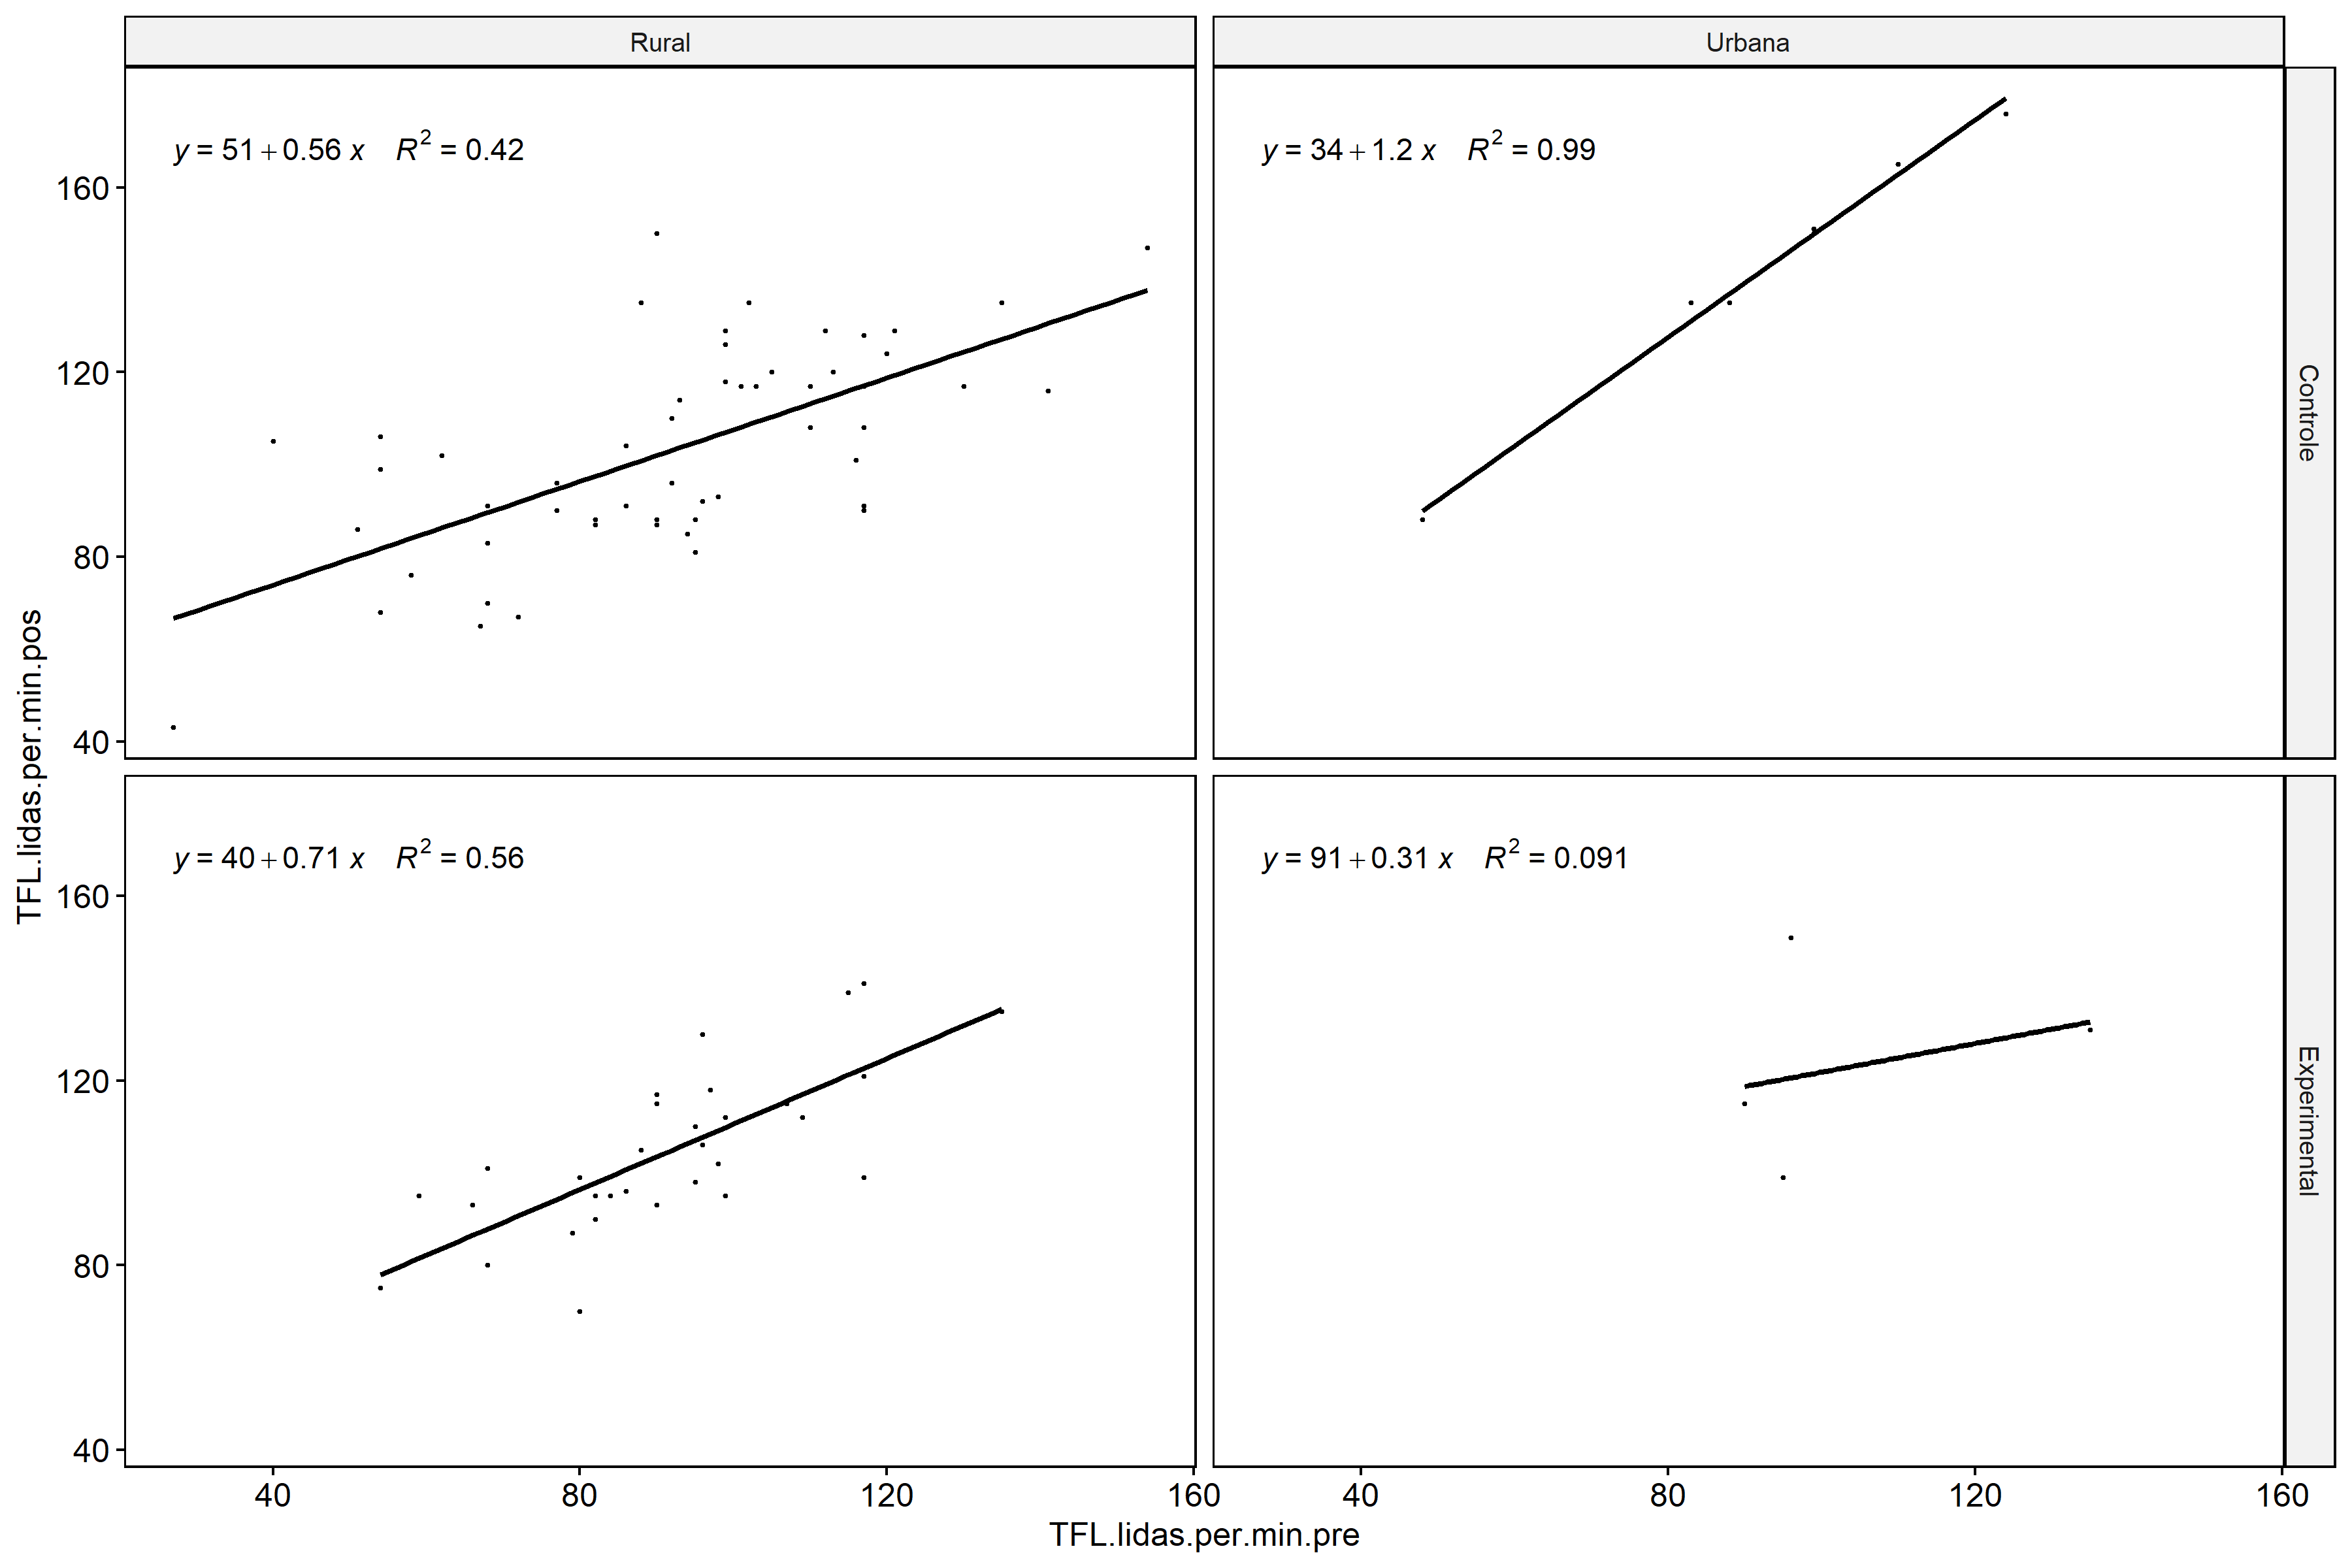 Rural
Urbana
y = 51 + 0.56 x R² = 0.42
y = 34 + 1.2 x R² = 0.99
160
120
80
40
Controle
TFL.lidas.per.min.pos
y = 40 + 0.71 x R² = 0.56
y = 91 + 0.31 x R² = 0.091
160
120
80
40
Experimental
40 80 120 160 40 80 120 160
TFL.lidas.per.min.pre